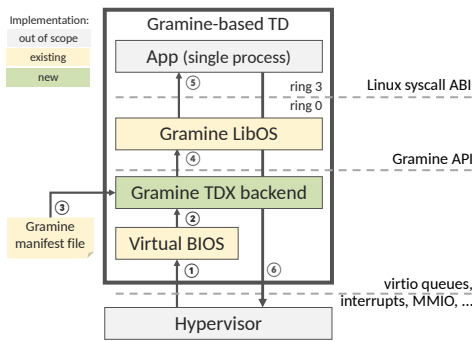 Implementation:
out of scope
existing
new
Gramine-based TD
App (single process)
⑤
ring 3
Linux syscall ABI
ring 0
Gramine LibOS
④
Gramine API
Gramine TDX backend
③
②
Gramine
manifest file
Virtual BIOS
①
⑥
virtio queues,
interrupts, MMIO, ...
Hypervisor